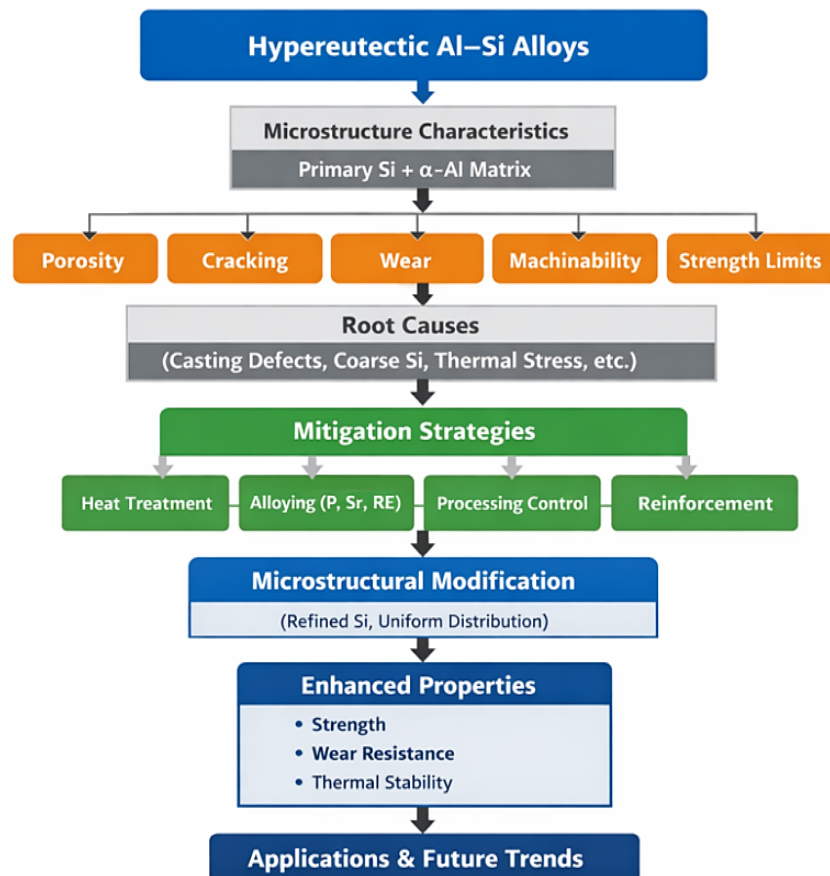 Hypereutectic Al–Si Alloys
Microstructure Characteristics
Primary Si + α-Al Matrix
Porosity
Cracking
Wear
Machinability
Strength Limits
Root Causes
(Casting Defects, Coarse Si, Thermal Stress, etc.)
Mitigation Strategies
Heat Treatment
Alloying (P, Sr, RE)
Processing Control
Reinforcement
Microstructural Modification
(Refined Si, Uniform Distribution)
Enhanced Properties
• Strength
• Wear Resistance
• Thermal Stability
Applications & Future Trends